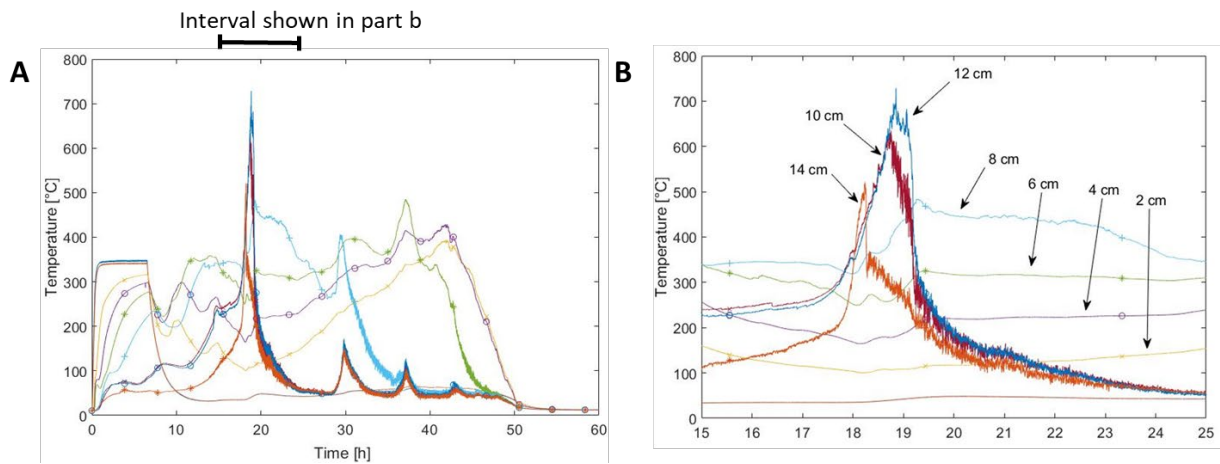 Interval shown in part b
A
800
700
600
500
400
300
200
100
0
Temperature [°C]
0 10 20 30 40 50 60
Time [h]
B
800
700
600
500
400
300
200
100
0
Temperature [°C]
12 cm
10 cm
14 cm
8 cm
6 cm
4 cm
2 cm
15 16 17 18 19 20 21 22 23 24 25